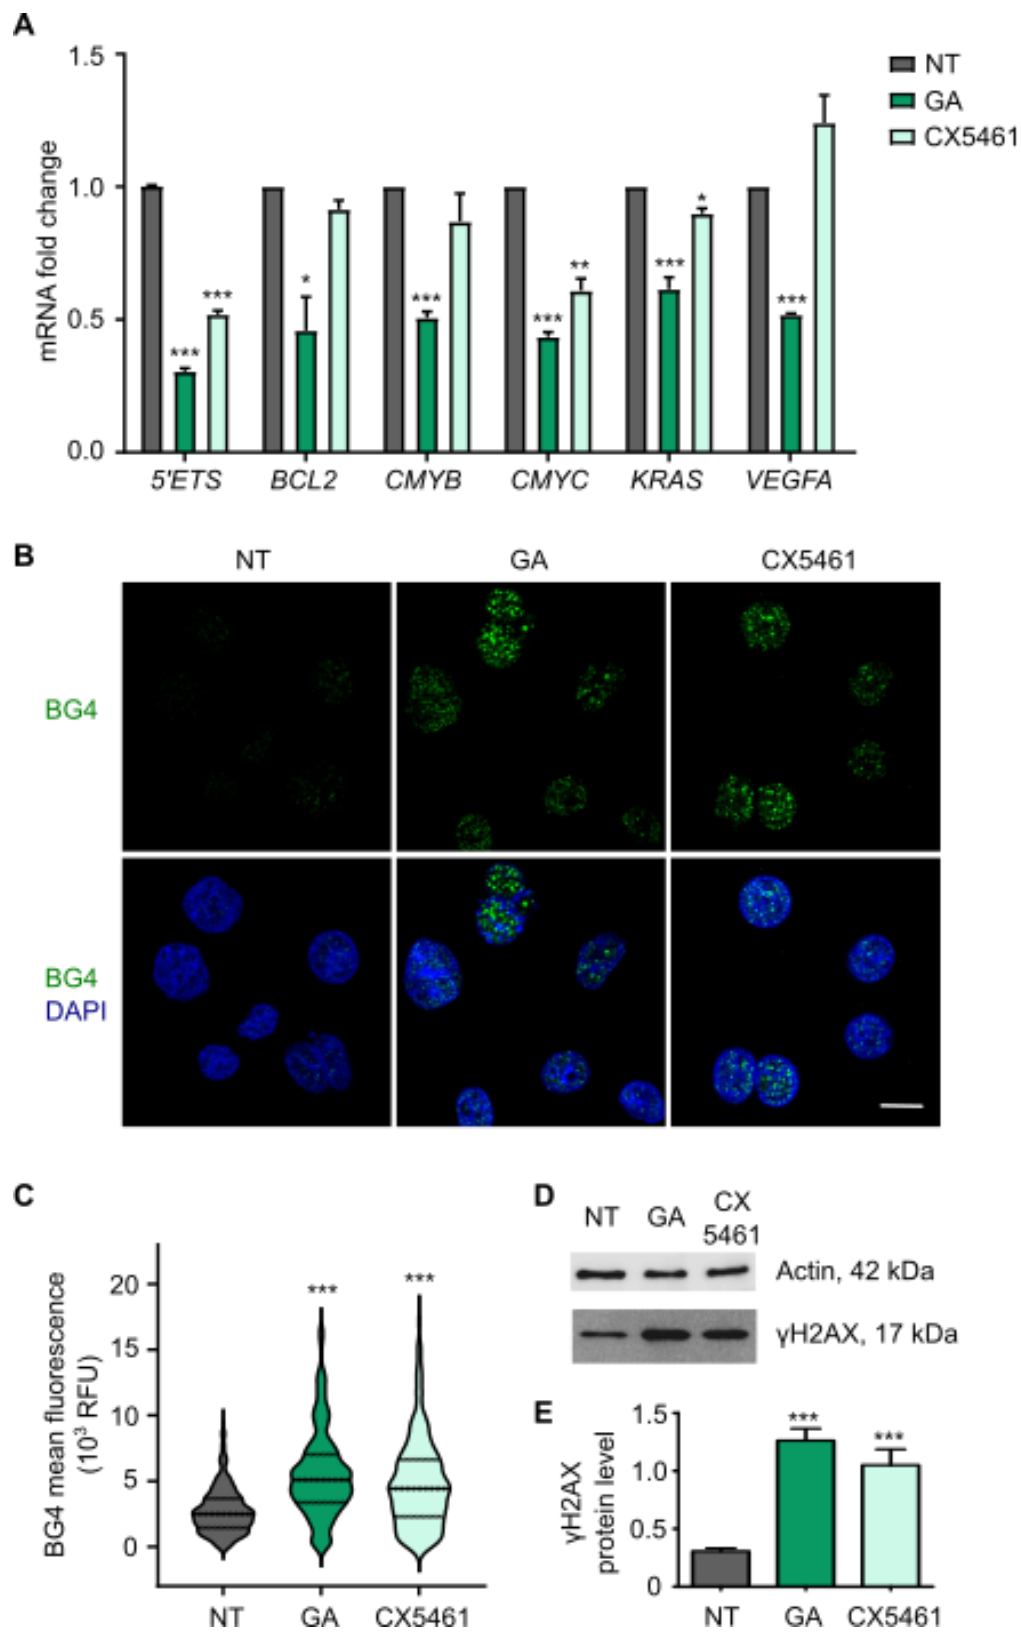 A
1.5
1.0
0.5
0.0
mRNA fold change
NT
GA
CX5461
***
***
*
***
***
**
***
*
***
5'ETS BCL2 CMYB CMYC KRAS VEGFA
B
NT GA CX5461
BG4
BG4
DAPI
C
BG4 mean fluorescence
(10³ RFU)
20
15
10
5
0
***
***
NT GA CX5461
D
NT GA CX
5461
Actin, 42 kDa
γH2AX, 17 kDa
E
γH2AX
protein level
1.5
1.0
0.5
0
***
***
NT GA CX5461